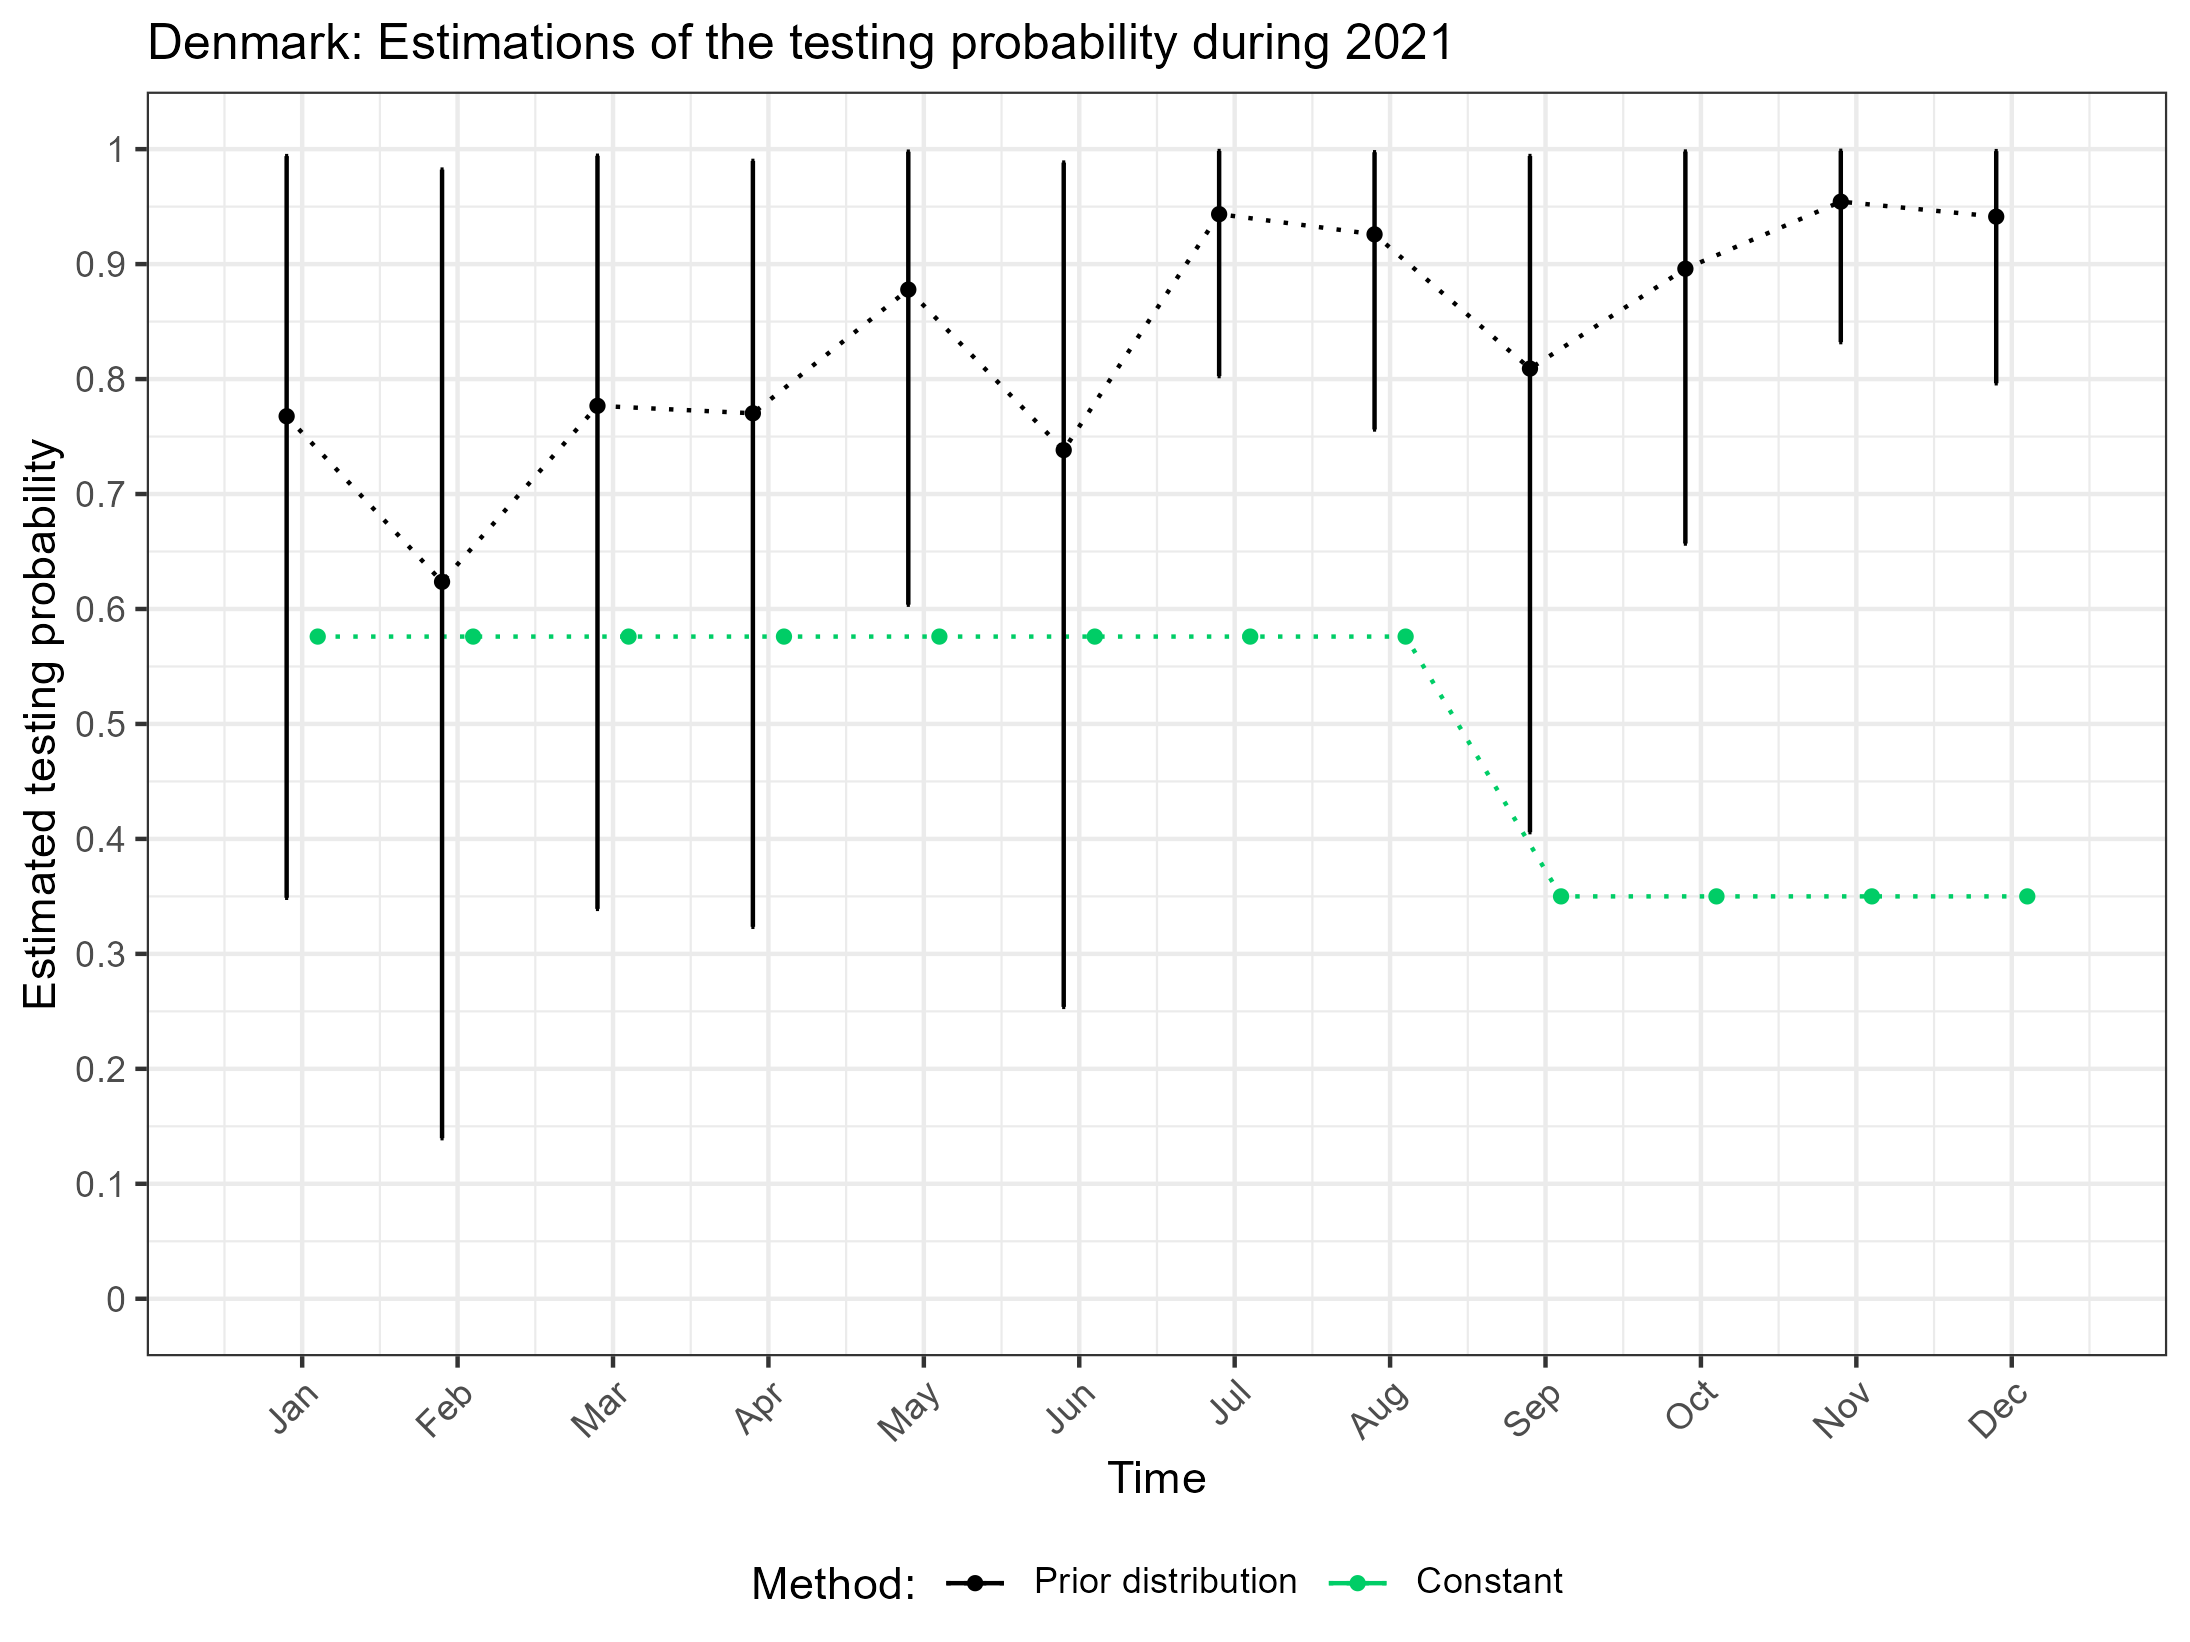 Denmark: Estimations of the testing probability during 2021
Estimated testing probability
1
0.9
0.8
0.7
0.6
0.5
0.4
0.3
0.2
0.1
0
Jan Feb Mar Apr May Jun Jul Aug Sep Oct Nov Dec
Time
Method: Prior distribution Constant